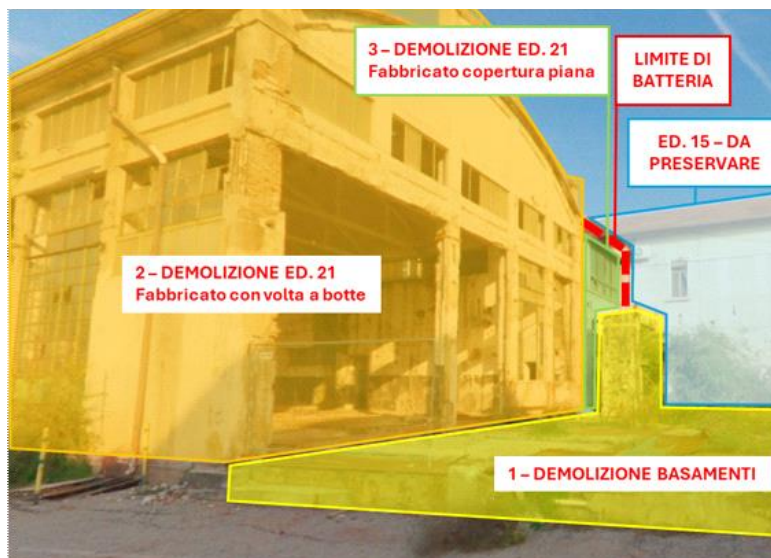 3 – DEMOLIZIONE ED. 21
Fabbricato copertura piana
LIMITE DI
BATTERIA
ED. 15 – DA
PRESERVARE
2 – DEMOLIZIONE ED. 21
Fabbricato con volta a botte
1 – DEMOLIZIONE BASAMENTI